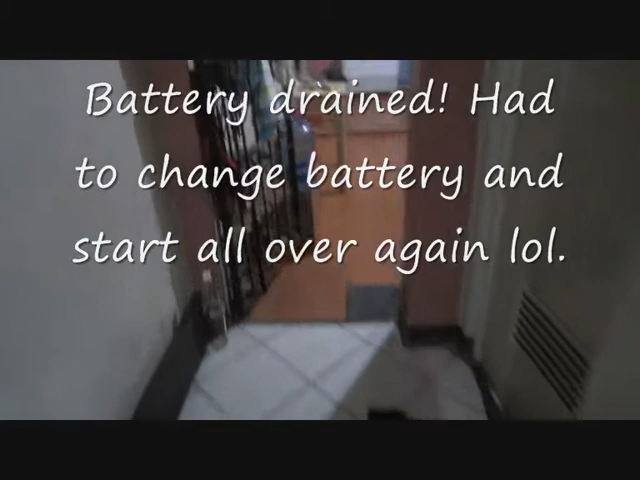 Battery drained! Had
to change battery and
start all over again lol.